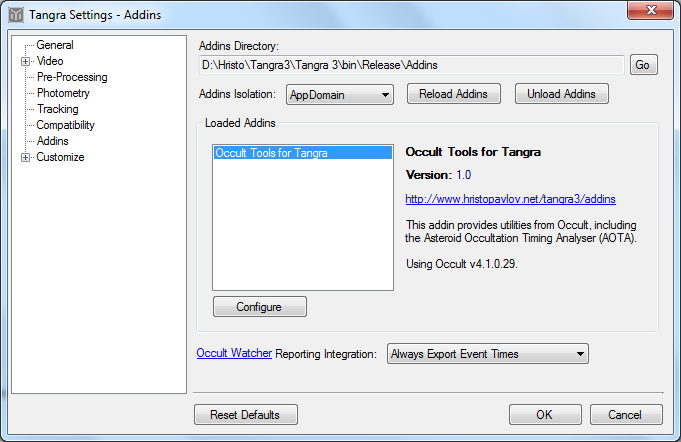 Tangra Settings - Addins
General
Video
Pre-Processing
Photometry
Tracking
Compatibility
Addins
Customize
Addins Directory:
D:\Hristo\Tangra3\Tangra 3\bin\Release\Addins
Go
Addins Isolation:
AppDomain
Reload Addins
Unload Addins
Loaded Addins
Occult Tools for Tangra
Configure
Occult Tools for Tangra
Version: 1.0
http://www.hristopavlov.net/tangra3/addins
This addin provides utilities from Occult, including
the Asteroid Occultation Timing Analyser (AOTA).
Using Occult v4.1.0.29.
Occult Watcher Reporting Integration:
Always Export Event Times
Reset Defaults
OK
Cancel